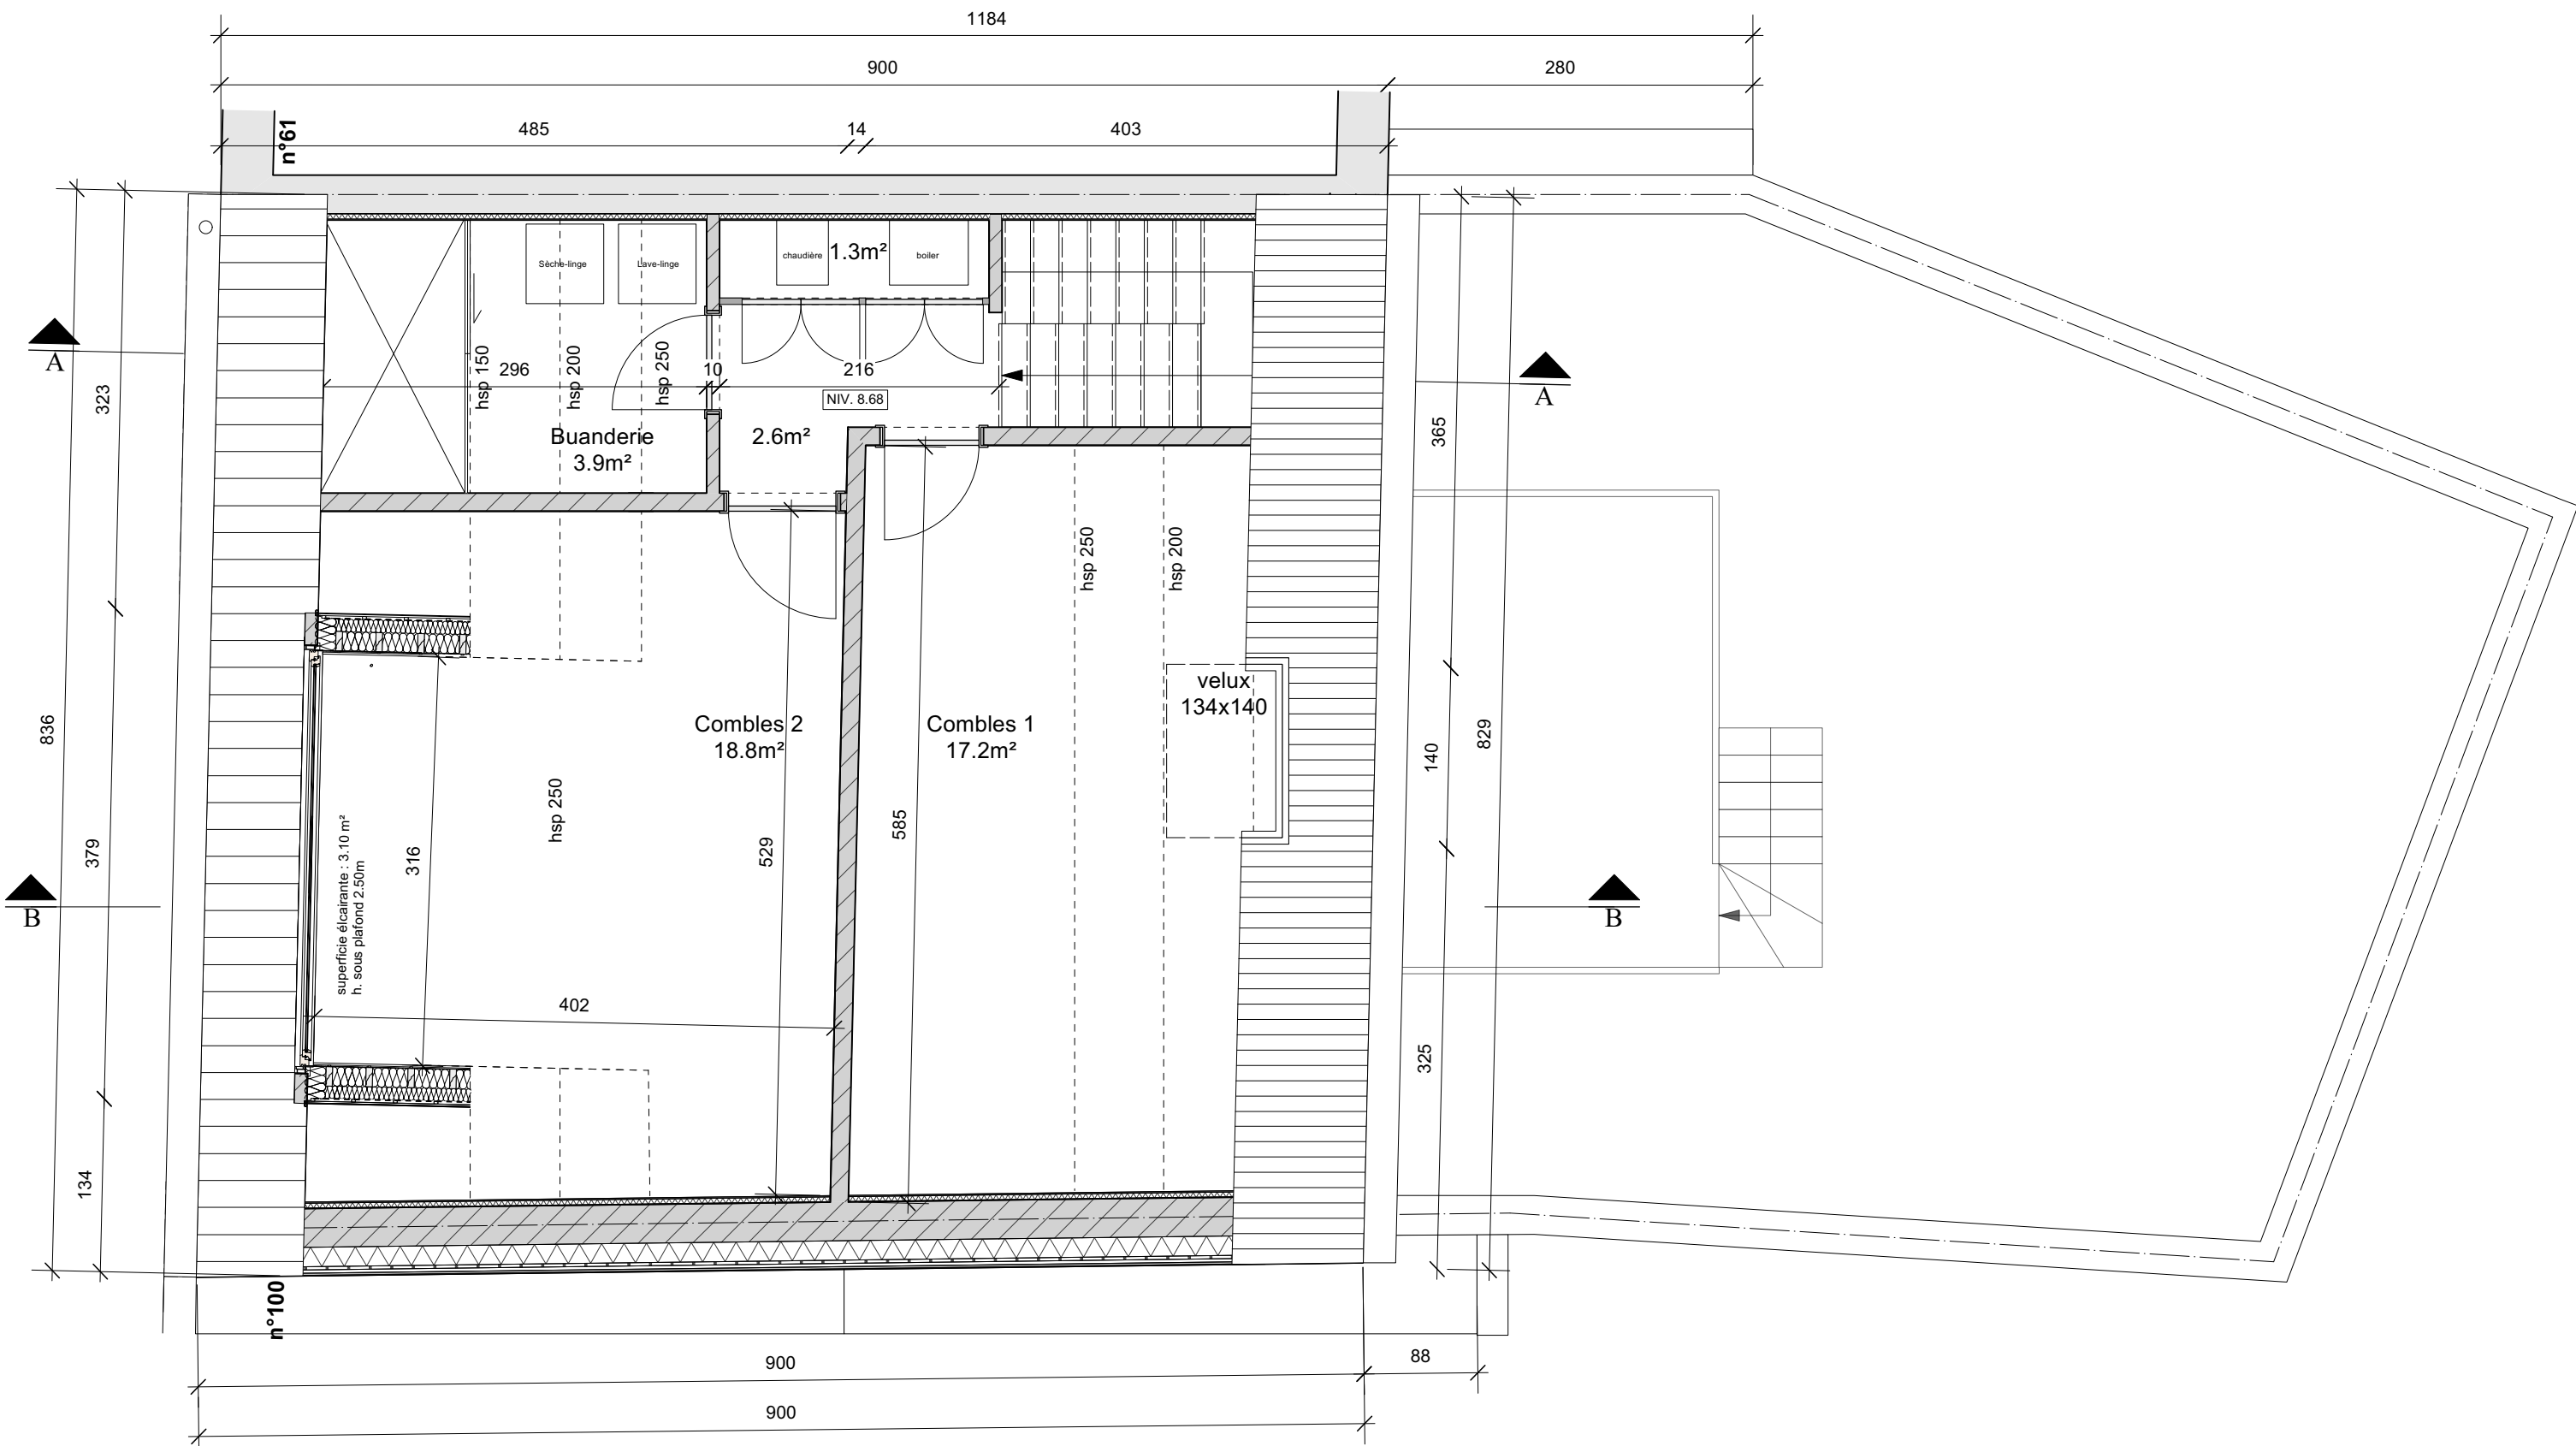 1184
900
280
n°61
485
14
403
Sèche-linge
Lave-linge
chaudière
1.3m²
boiler
A
A
323
hsp 150
296
hsp 200
hsp 250
10
216
NIV. 8.68
Buanderie
3.9m²
2.6m²
365
hsp 250
hsp 200
velux
134x140
Combles 2
18.8m²
Combles 1
17.2m²
836
829
140
hsp 250
379
316
529
585
superficie élcairante : 3.10 m²
h. sous plafond 2.50m
B
B
402
325
134
n°100
900
88
900